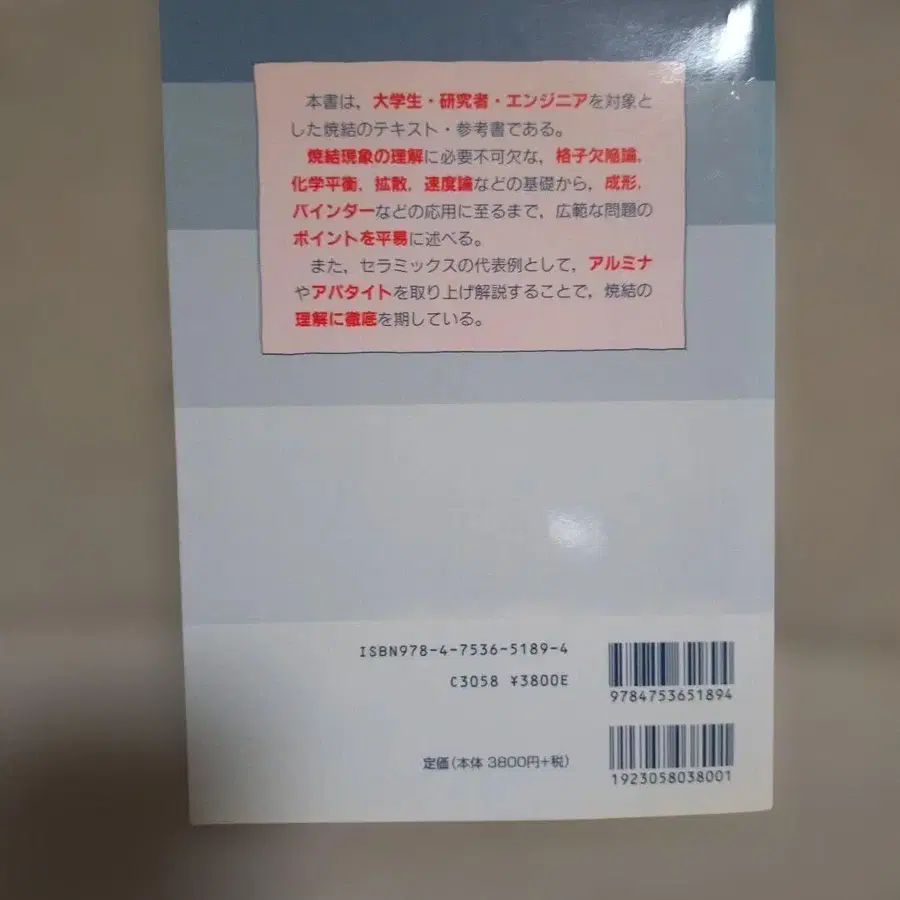 本書は，大学生・研究者・エンジニアを対象と
した焼結のテキスト・参考書である。
焼結現象の理解に必要不可欠な，格子欠陥論，
化学平衡，拡散，速度論などの基礎から，成形，
バインダーなどの応用に至るまで，広範な問題の
ポイントを平易に述べる。
また，セラミックスの代表例として，アルミナ
やアパタイトを取り上げ解説することで，焼結の
理解に徹底を期している。
ISBN978-4-7536-5189-4
C3058 ¥3800E
定価(本体 3800円+税)
9784753651894
1923058038001